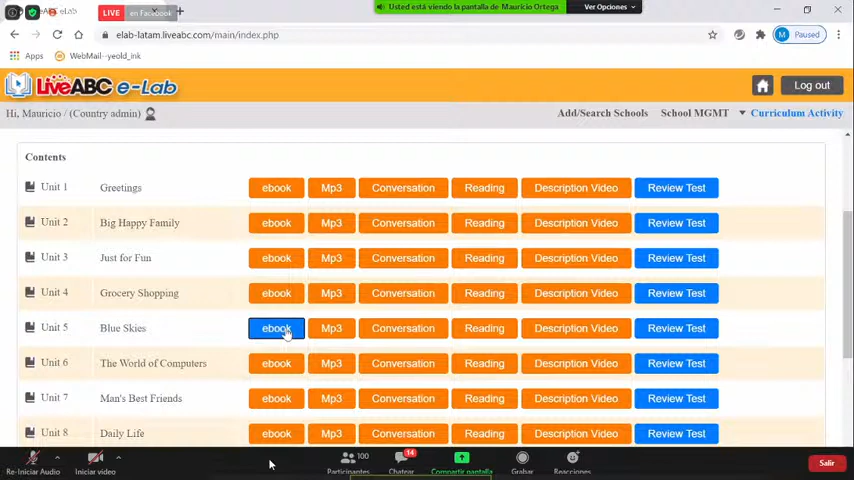 LiveABC eLab
LIVE
en Facebook
Usted está viendo la pantalla de Mauricio Ortega
Ver Opciones
elab-latam.liveabc.com/main/index.php
M Paused
Apps
WebMail--yeold_ink
LiveABC e-Lab
Log out
Hi, Mauricio / (Country admin)
Add/Search Schools
School MGMT
Curriculum Activity
Contents
Unit 1 Greetings ebook Mp3 Conversation Reading Description Video Review Test
Unit 2 Big Happy Family ebook Mp3 Conversation Reading Description Video Review Test
Unit 3 Just for Fun ebook Mp3 Conversation Reading Description Video Review Test
Unit 4 Grocery Shopping ebook Mp3 Conversation Reading Description Video Review Test
Unit 5 Blue Skies ebook Mp3 Conversation Reading Description Video Review Test
Unit 6 The World of Computers ebook Mp3 Conversation Reading Description Video Review Test
Unit 7 Man's Best Friends ebook Mp3 Conversation Reading Description Video Review Test
Unit 8 Daily Life ebook Mp3 Conversation Reading Description Video Review Test
100
14
Re-Iniciar Audio
Iniciar video
Participantes
Chatear
Compartir pantalla
Grabar
Reacciones
Salir